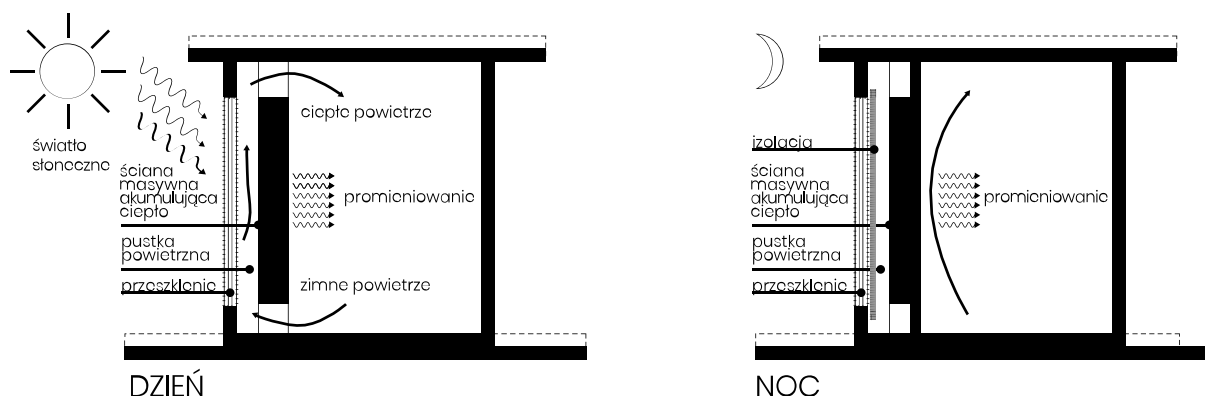 światło
słoneczne
ciepłe powietrze
ściana
masywna
akumulująca
ciepło
promieniowanie
pustka
powietrzna
przeszklenie
zimne powietrze
DZIEŃ
izolacja
ściana
masywna
akumulująca
ciepło
promieniowanie
pustka
powietrzna
przeszklenie
NOC